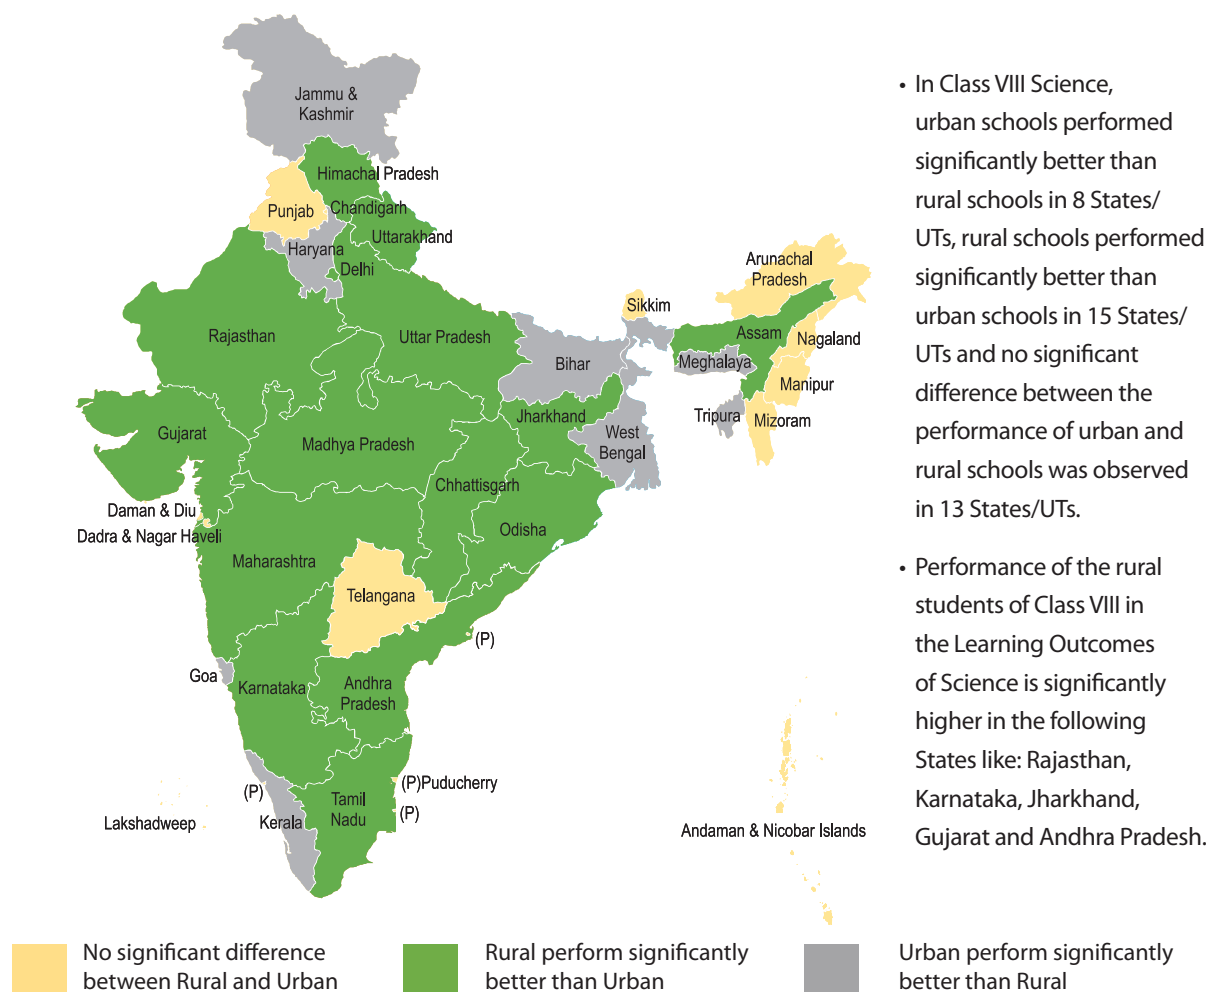 Jammu &
Kashmir
Himachal Pradesh
Punjab
Chandigarh
Uttarakhand
Haryana
Delhi
Arunachal
Pradesh
Sikkim
Rajasthan
Uttar Pradesh
Assam
Nagaland
Bihar
Meghalaya
Manipur
Jharkhand
Tripura
Mizoram
Gujarat
Madhya Pradesh
West
Bengal
Chhattisgarh
Daman & Diu
Dadra & Nagar Haveli
Odisha
Maharashtra
Telangana
(P)
Goa
Karnataka
Andhra
Pradesh
(P)Puducherry
(P)
Tamil
Nadu
(P)
Lakshadweep
Kerala
Andaman & Nicobar Islands
• In Class VIII Science,
urban schools performed
significantly better than
rural schools in 8 States/
UTs, rural schools performed
significantly better than
urban schools in 15 States/
UTs and no significant
difference between the
performance of urban and
rural schools was observed
in 13 States/UTs.
• Performance of the rural
students of Class VIII in
the Learning Outcomes
of Science is significantly
higher in the following
States like: Rajasthan,
Karnataka, Jharkhand,
Gujarat and Andhra Pradesh.
No significant difference
between Rural and Urban
Rural perform significantly
better than Urban
Urban perform significantly
better than Rural